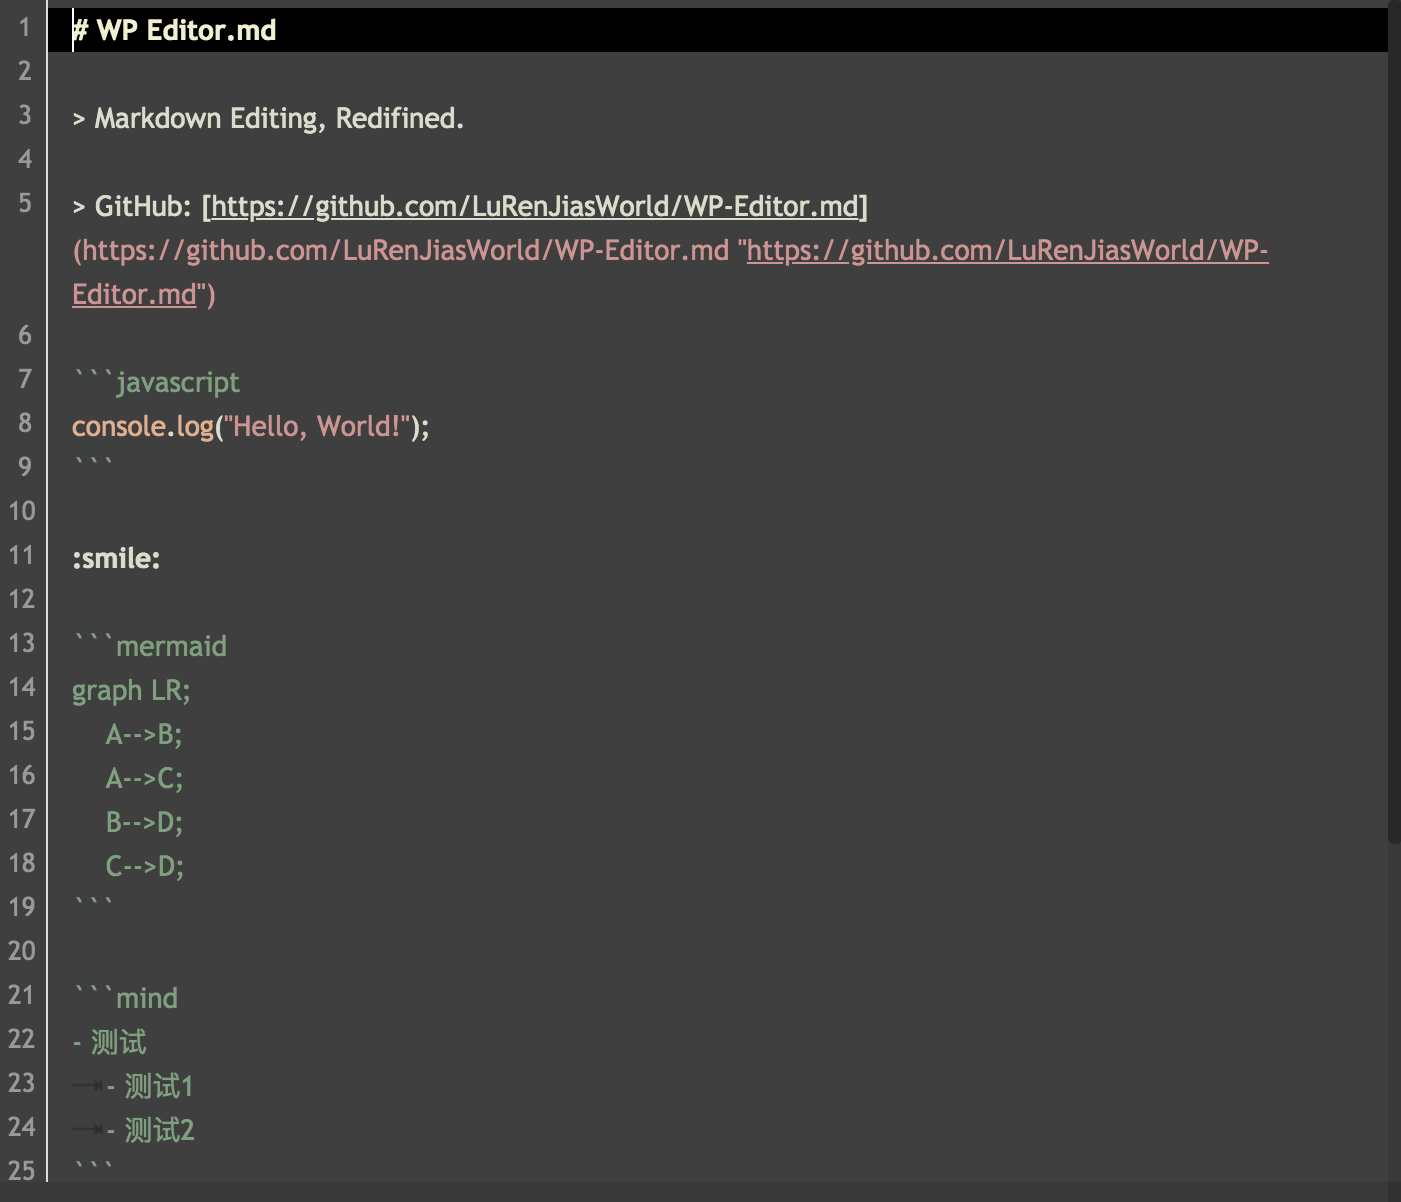 1 # WP Editor.md
2
3 > Markdown Editing, Redifined.
4
5 > GitHub: [https://github.com/LuRenJiasWorld/WP-Editor.md]
(https://github.com/LuRenJiasWorld/WP-Editor.md "https://github.com/LuRenJiasWorld/WP-
Editor.md")
6
7 ```javascript
8 console.log("Hello, World!");
9 ```
10
11 :smile:
12
13 ```mermaid
14 graph LR;
15     A-->B;
16     A-->C;
17     B-->D;
18     C-->D;
19 ```
20
21 ```mind
22 - 测试
23     - 测试1
24     - 测试2
25 ```